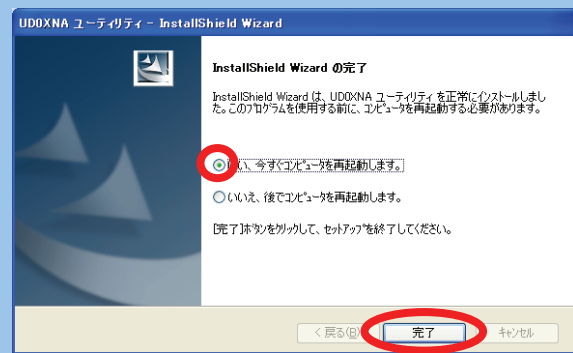 UD0XNA ユーティリティ - InstallShield Wizard
InstallShield Wizard の完了
InstallShield Wizard は、UD0XNA ユーティリティ を正常にインストールしまし
た。このプログラムを使用する前に、コンピュータを再起動する必要があります。
い、今すぐコンピュータを再起動します。
いいえ、後でコンピュータを再起動します。
[完了]ボタンをクリックして、セットアップを終了してください。
< 戻る(B) 完了 キャンセル